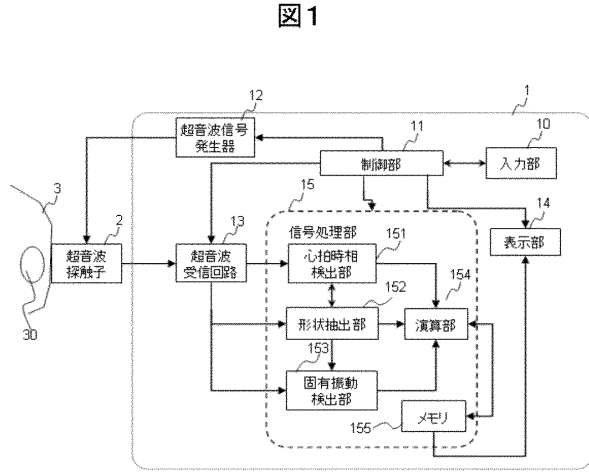 図1
1
12
超音波信号
発生器
11
制御部
10
入力部
3
2
超音波
探触子
13
超音波
受信回路
15
信号処理部
151
心拍時相
検出部
14
表示部
152
形状抽出部
154
演算部
30
153
固有振動
検出部
メモリ
155